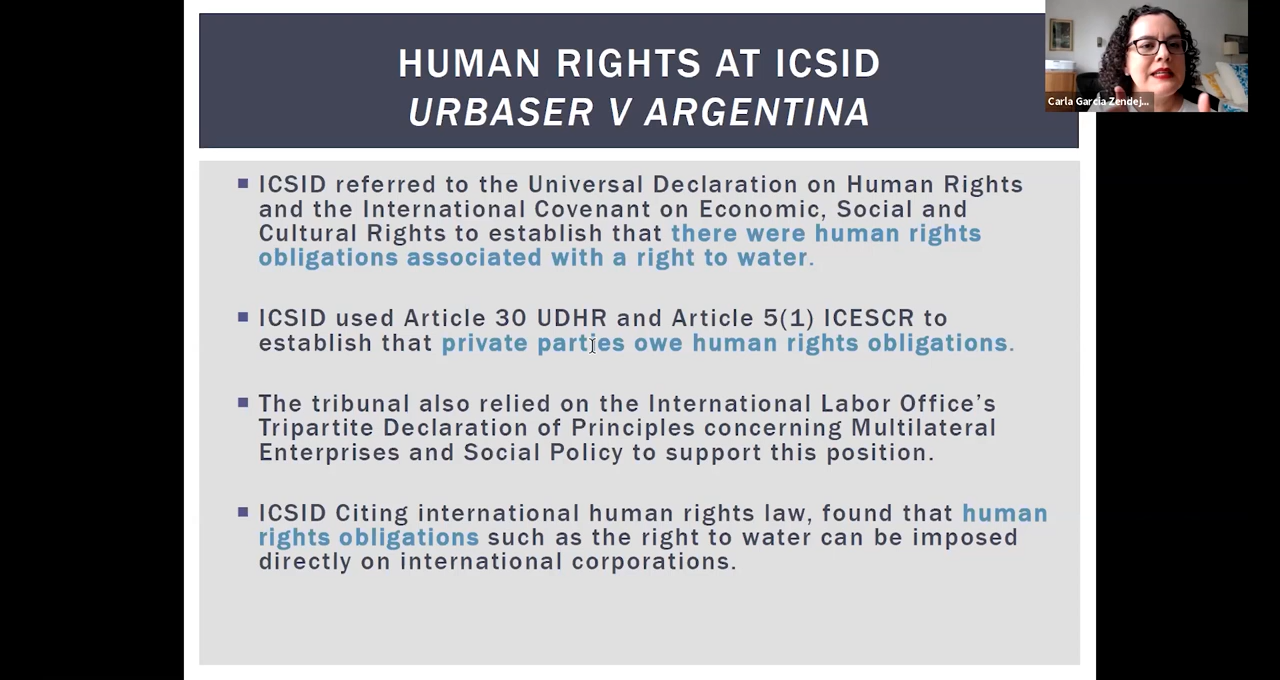 HUMAN RIGHTS AT ICSID
URBASER V ARGENTINA
Carla García Zendej...
ICSID referred to the Universal Declaration on Human Rights
and the International Covenant on Economic, Social and
Cultural Rights to establish that there were human rights
obligations associated with a right to water.
ICSID used Article 30 UDHR and Article 5(1) ICESCR to
establish that private parties owe human rights obligations.
The tribunal also relied on the International Labor Office's
Tripartite Declaration of Principles concerning Multilateral
Enterprises and Social Policy to support this position.
ICSID Citing international human rights law, found that human
rights obligations such as the right to water can be imposed
directly on international corporations.